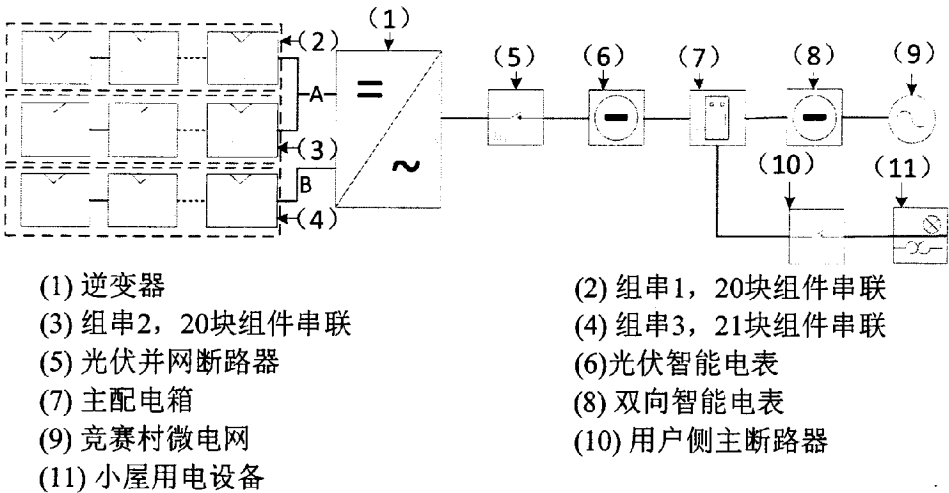 (1)
(2)
(5)
(6)
(7)
(8)
(9)
A
(3)
(10)
(11)
B
(4)
(1) 逆变器
(2) 组串1，20块组件串联
(3) 组串2，20块组件串联
(4) 组串3，21块组件串联
(5) 光伏并网断路器
(6)光伏智能电表
(7) 主配电箱
(8) 双向智能电表
(9) 竞赛村微电网
(10) 用户侧主断路器
(11) 小屋用电设备